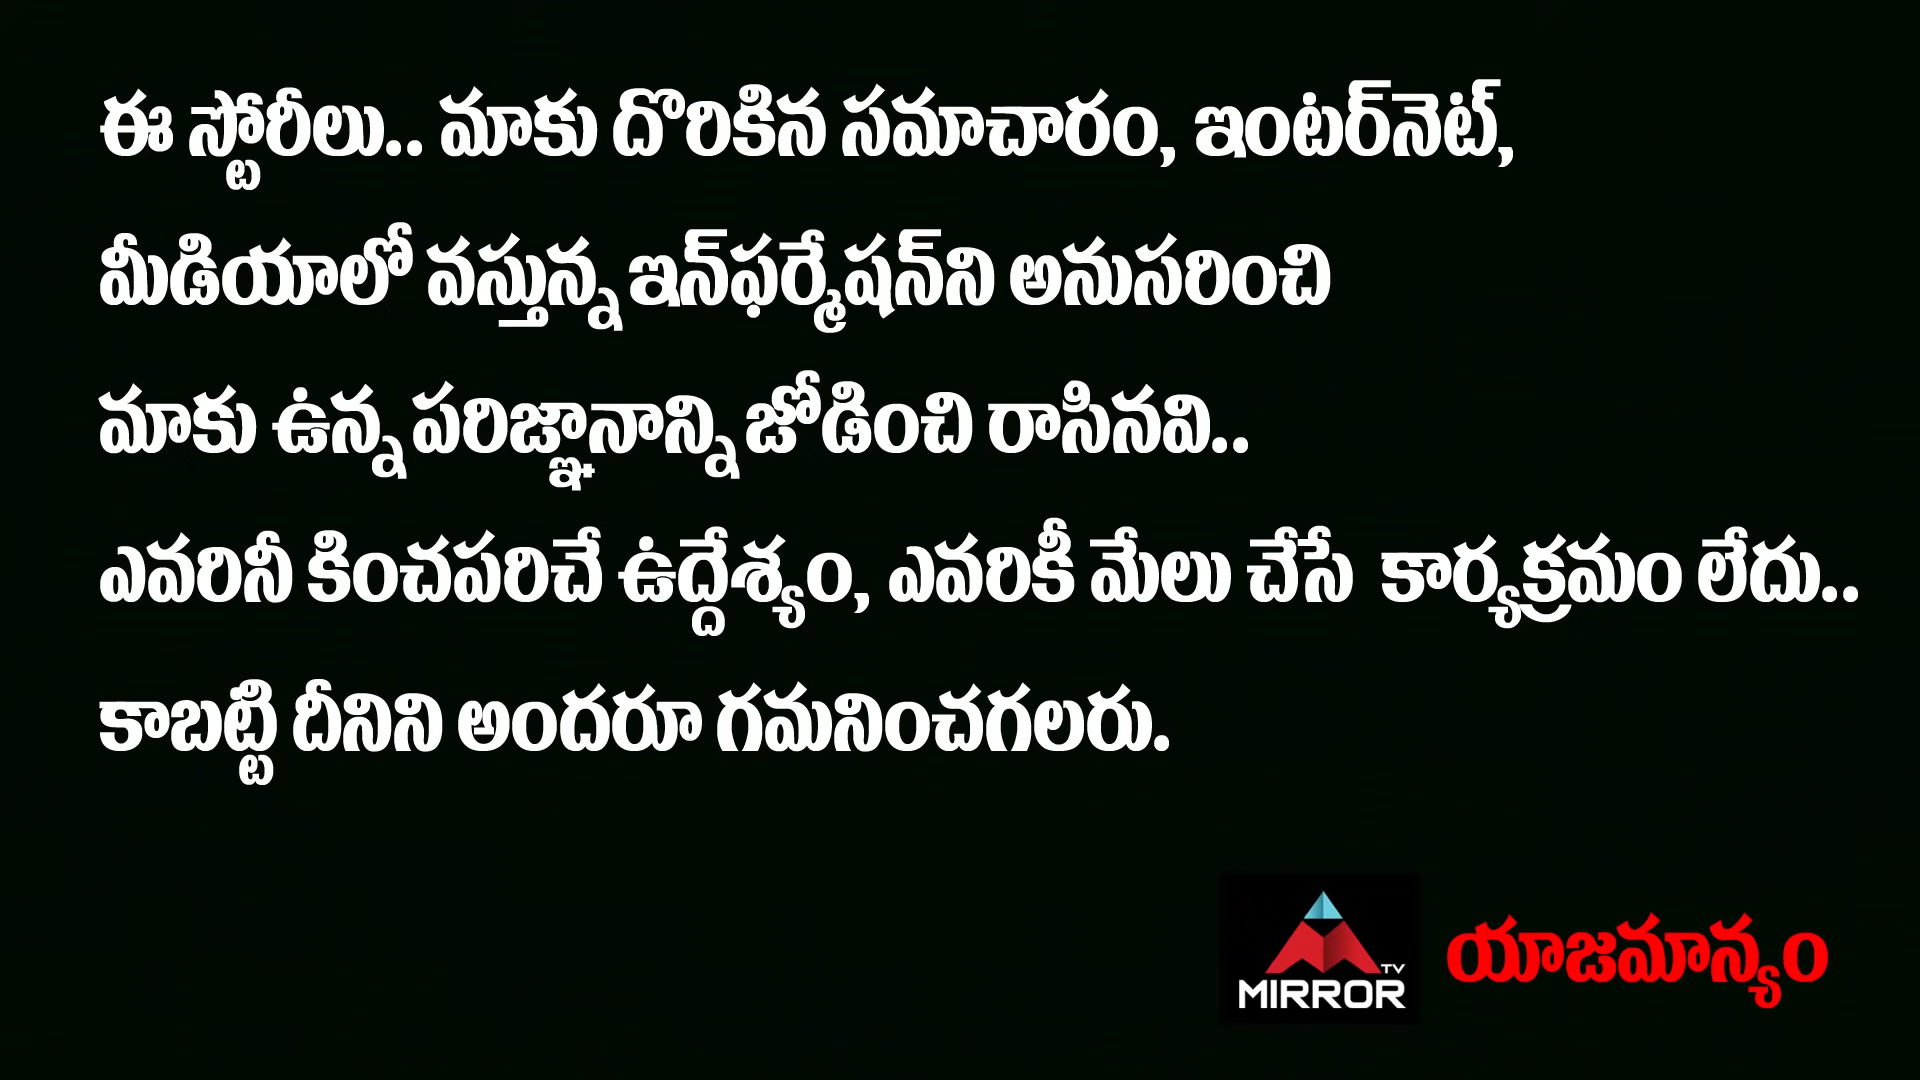 ఈ స్టోరీలు.. మాకు దొరికిన సమాచారం, ఇంటర్‌నెట్,
మీడియాలో వస్తున్న ఇన్‌ఫర్మేషన్‌ని అనుసరించి
మాకు ఉన్న పరిజ్ఞానాన్ని జోడించి రాసినవి..
ఎవరినీ కించపరిచే ఉద్దేశ్యం, ఎవరికీ మేలు చేసే కార్యక్రమం లేదు..
కాబట్టి దీనిని అందరూ గమనించగలరు.
TV
MIRROR యాజమాన్యం